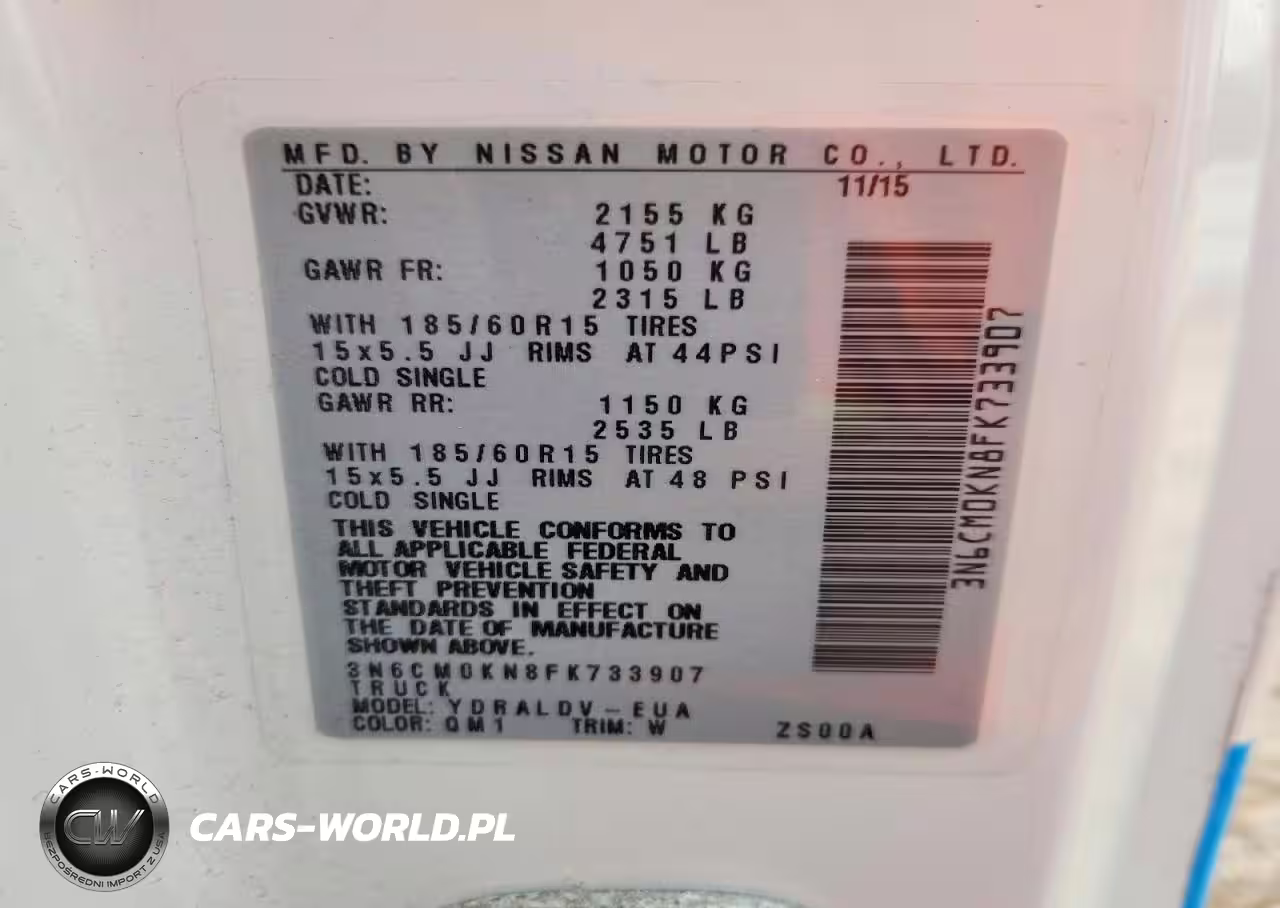 MFD. BY NISSAN MOTOR CO., LTD.
DATE: 11/15
GVWR: 2155 KG
4751 LB
GAWR FR: 1050 KG
2315 LB
WITH 185/60R15 TIRES
15x5.5 JJ RIMS AT 44PSI
COLD SINGLE
GAWR RR: 1150 KG
2535 LB
WITH 185/60R15 TIRES
15x5.5 JJ RIMS AT 48 PSI
COLD SINGLE
THIS VEHICLE CONFORMS TO
ALL APPLICABLE FEDERAL
MOTOR VEHICLE SAFETY AND
THEFT PREVENTION
STANDARDS IN EFFECT ON
THE DATE OF MANUFACTURE
SHOWN ABOVE.
3N6CM0KN8FK733907
TRUCK
MODEL: YDRALDV-EUA
COLOR: QM1 TRIM: W ZS00A
3N6CM0KN8FK733907
CARS-WORLD
CW
BEZPOŚREDNI IMPORT Z USA
CARS-WORLD.PL